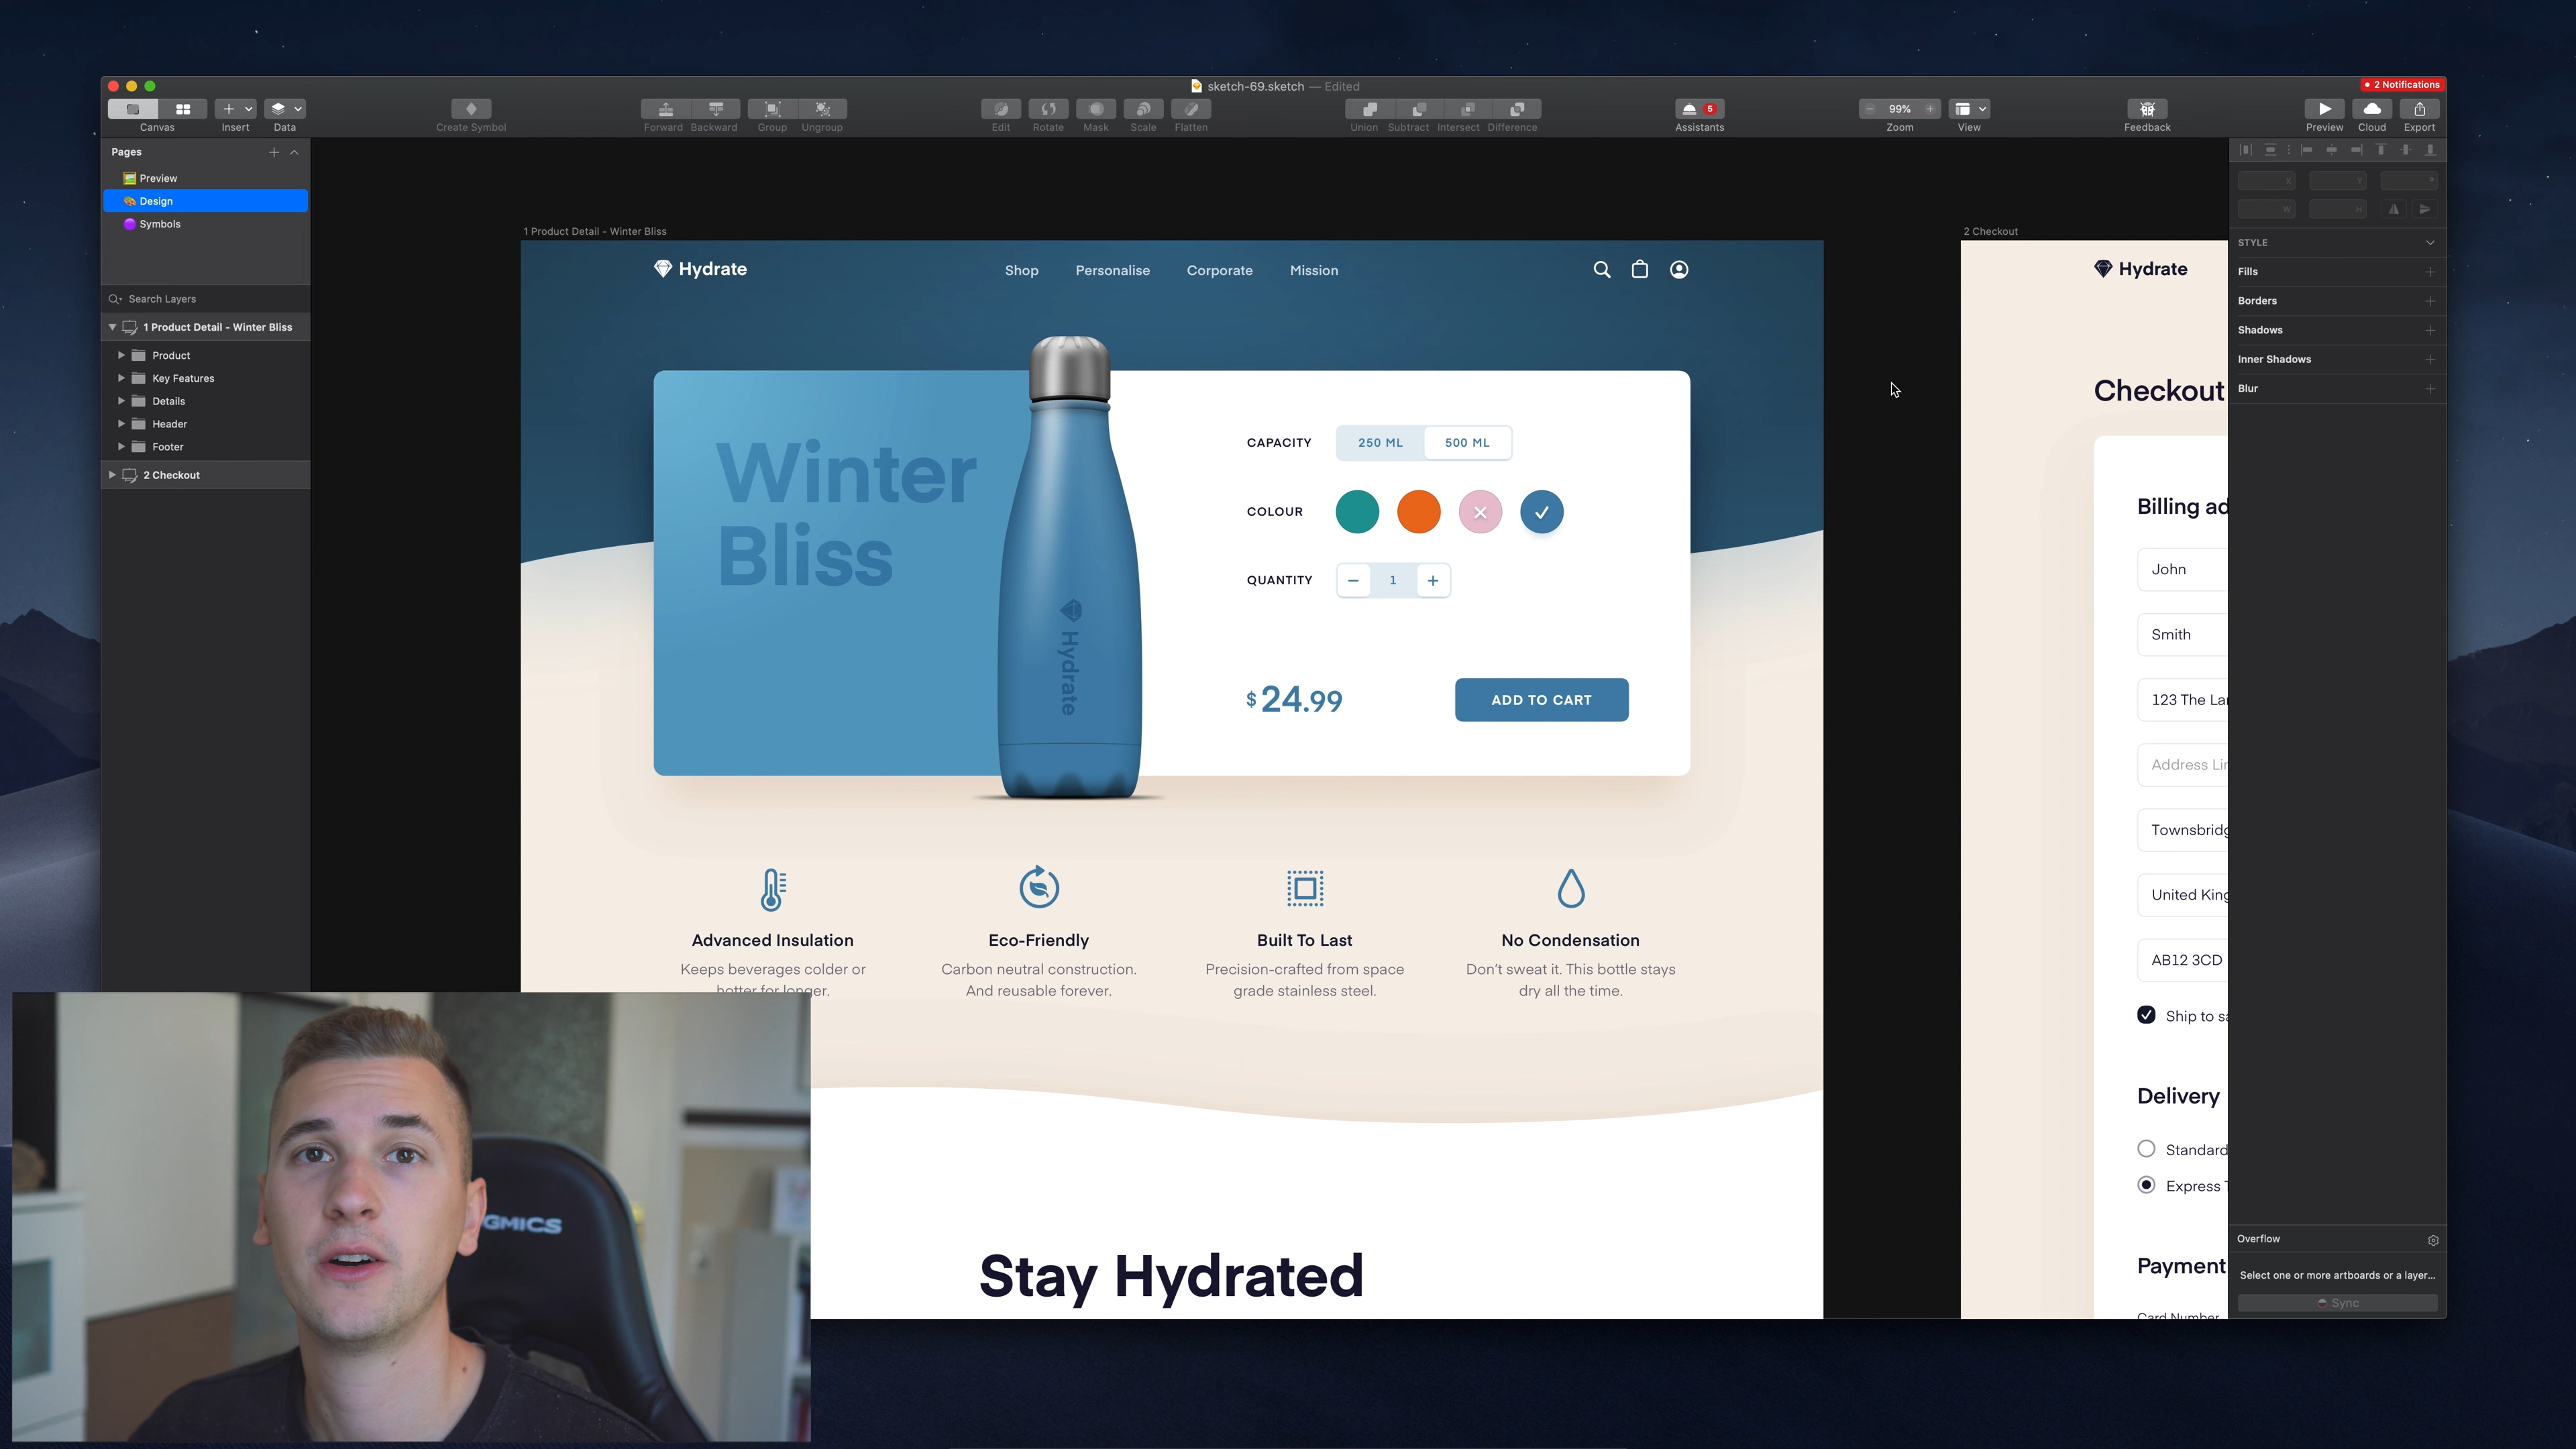 sketch-69.sketch — Edited
2 Notifications
Canvas
Insert
Data
Create Symbol
Forward
Backward
Group
Ungroup
Edit
Rotate
Mask
Scale
Flatten
Union
Subtract
Intersect
Difference
5
Assistants
99%
Zoom
View
Feedback
Preview
Cloud
Export
Pages
Preview
Design
Symbols
Search Layers
1 Product Detail - Winter Bliss
Product
Key Features
Details
Header
Footer
2 Checkout
1 Product Detail - Winter Bliss
Hydrate
Shop
Personalise
Corporate
Mission
Winter
Bliss
Hydrate
CAPACITY
250 ML
500 ML
COLOUR
QUANTITY
1
$24.99
ADD TO CART
Advanced Insulation
Keeps beverages colder or
hotter for longer.
Eco-Friendly
Carbon neutral construction.
And reusable forever.
Built To Last
Precision-crafted from space
grade stainless steel.
No Condensation
Don't sweat it. This bottle stays
dry all the time.
Stay Hydrated
2 Checkout
Hydrate
Checkout
Billing ad
John
Smith
123 The La
Address Li
Townsbridg
United King
AB12 3CD
Ship to sa
Delivery
Standard
Express
Payment
Card Number
X
Y
W
H
STYLE
Fills
Borders
Shadows
Inner Shadows
Blur
Overflow
Select one or more artboards or a layer...
Sync
GMICS